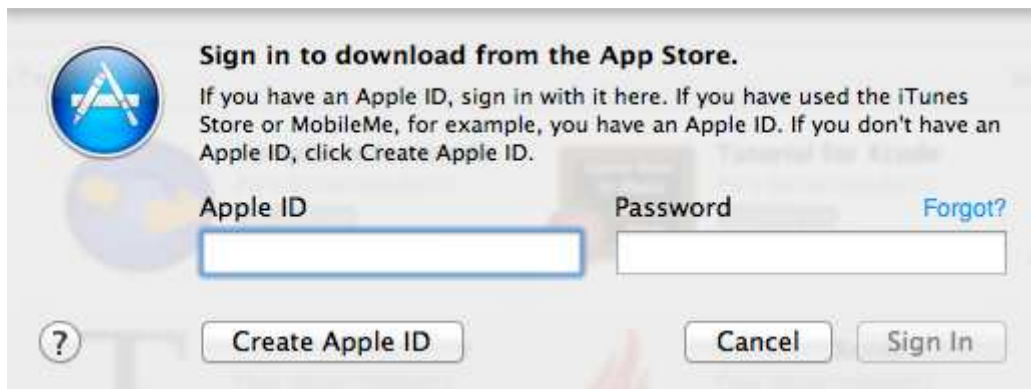 Sign in to download from the App Store.
If you have an Apple ID, sign in with it here. If you have used the iTunes
Store or MobileMe, for example, you have an Apple ID. If you don't have an
Apple ID, click Create Apple ID.
Apple ID Password Forgot?
? Create Apple ID Cancel Sign In